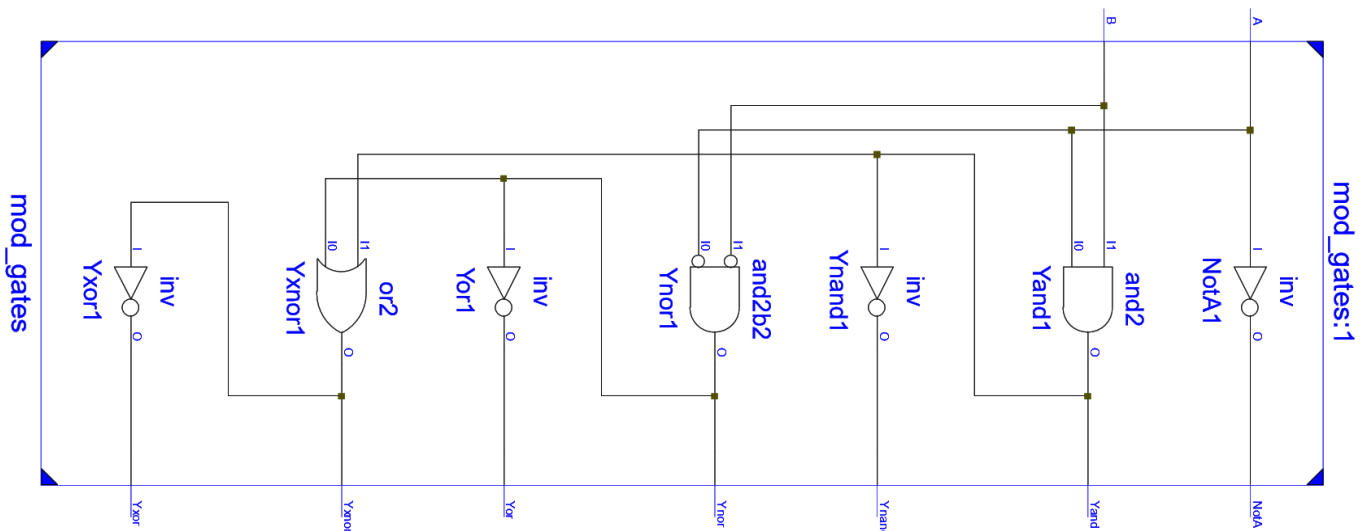 mod_gates:1
inv
A
I
O
NotA
NotA1
and2
B
I1
I0
O
Yand
Yand1
inv
I
O
Ynan
Ynand1
and2b2
I1
I0
O
Ynor
Ynor1
inv
I
O
Yor
Yor1
or2
I1
I0
O
Yxnor
Yxnor1
inv
I
O
Yxor
Yxor1
mod_gates